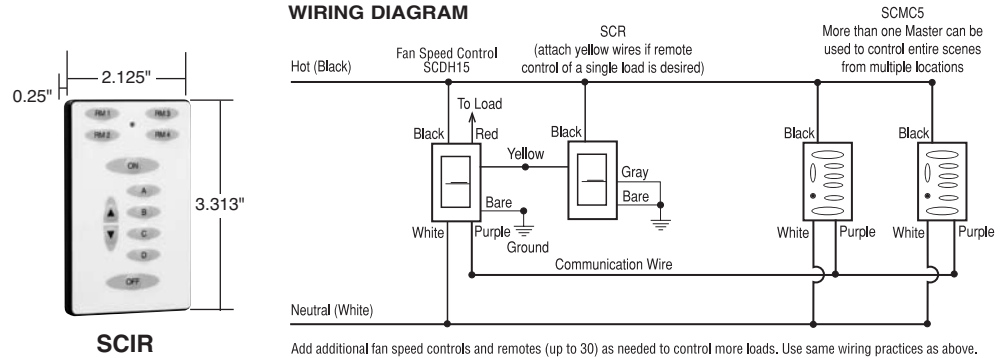 2.125"
0.25"
RM 1
RM 3
RM 2
RM 4
ON
A
B
C
D
OFF
3.313"
SCIR
WIRING DIAGRAM
SCMC5
More than one Master can be
used to control entire scenes
from multiple locations
SCR
(attach yellow wires if remote
control of a single load is desired)
Fan Speed Control
SCDH15
Hot (Black)
To Load
Black
Red
Black
Black
Black
Yellow
Gray
Bare
Bare
White
Purple
Ground
White
Purple
White
Purple
Communication Wire
Neutral (White)
Add additional fan speed controls and remotes (up to 30) as needed to control more loads. Use same wiring practices as above.